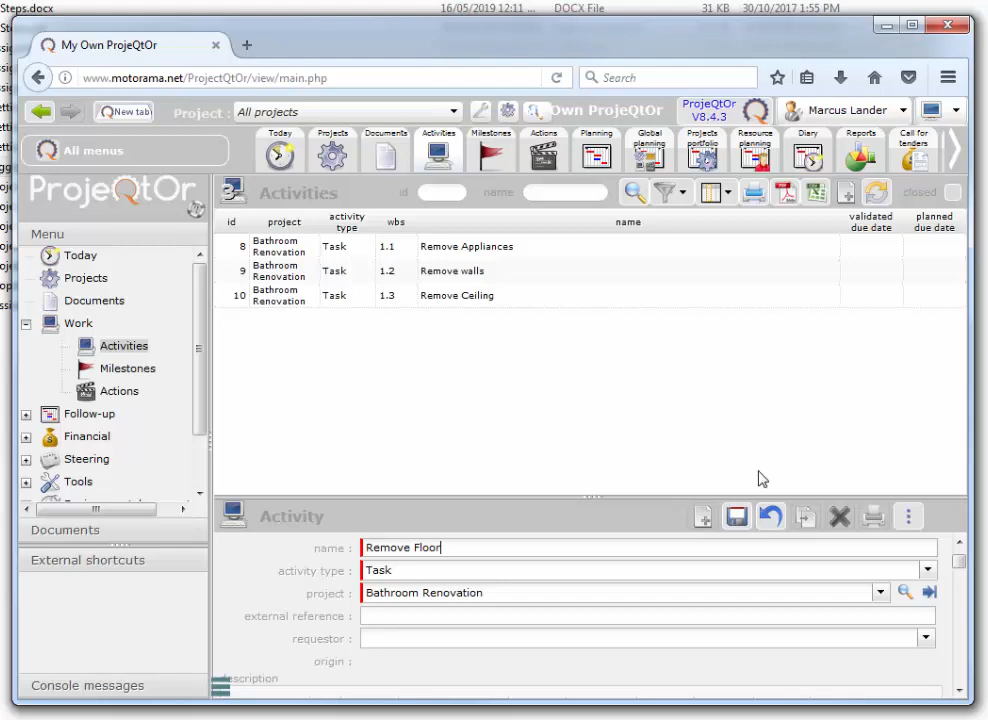 Steps.docx 16/05/2019 12:11 ... DOCX File 31 KB 30/10/2017 1:55 PM
My Own ProjeQtOr
www.motorama.net/ProjectQtOr/view/main.php
Search
New tab
Project :
All projects
Own ProjeQtOr
ProjeQtOr
V8.4.3
Marcus Lander
All menus
Today
Projects
Documents
Activities
Milestones
Actions
Planning
Global planning
Projects portfolio
Resource planning
Diary
Reports
Call for tenders
ProjeQtOr
Activities
id
name
closed
Menu
Today
Projects
Documents
Work
Activities
Milestones
Actions
Follow-up
Financial
Steering
Tools
Documents
External shortcuts
Console messages
id project activity type wbs name validated due date planned due date
8 Bathroom Renovation Task 1.1 Remove Appliances
9 Bathroom Renovation Task 1.2 Remove walls
10 Bathroom Renovation Task 1.3 Remove Ceiling
Activity
name : Remove Floor
activity type : Task
project : Bathroom Renovation
external reference :
requestor :
origin :
description